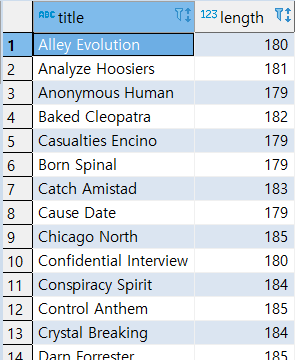 ABC title 123 length
1 Alley Evolution 180
2 Analyze Hoosiers 181
3 Anonymous Human 179
4 Baked Cleopatra 182
5 Casualties Encino 179
6 Born Spinal 179
7 Catch Amistad 183
8 Cause Date 179
9 Chicago North 185
10 Confidential Interview 180
11 Conspiracy Spirit 184
12 Control Anthem 185
13 Crystal Breaking 184
14 Darn Forrester 185